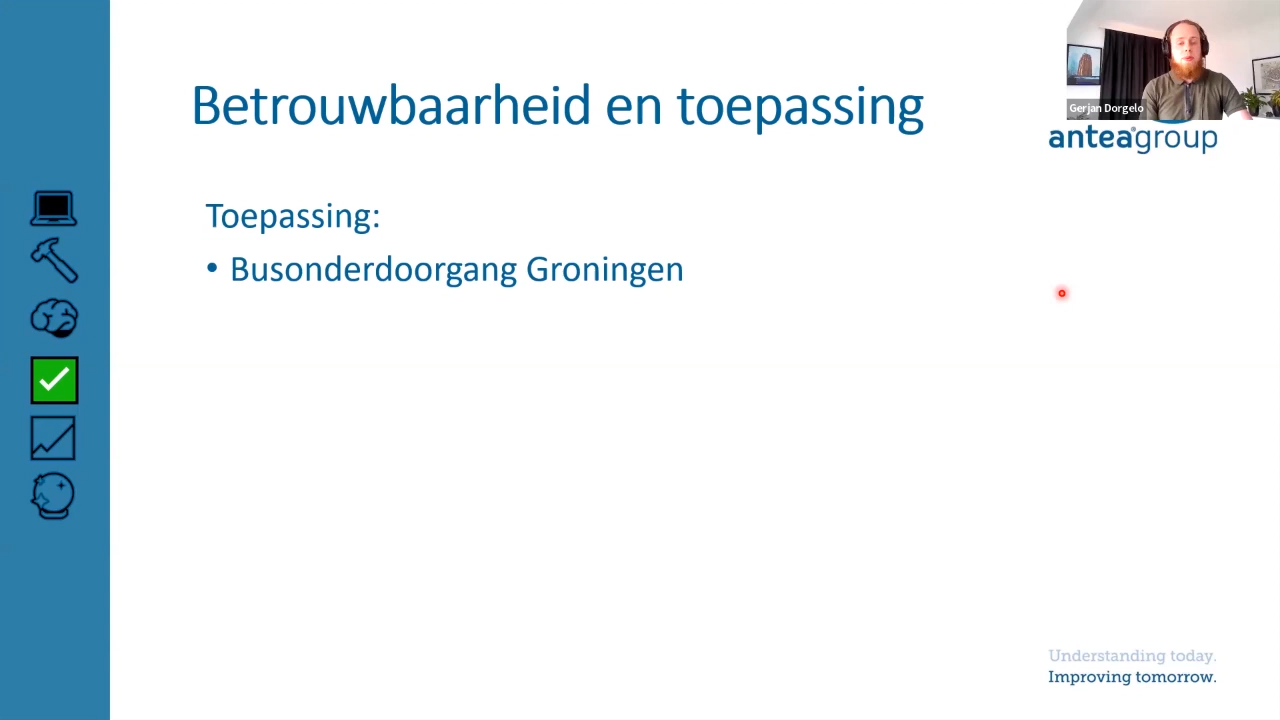 Betrouwbaarheid en toepassing
Gerjan Dorgelo
anteagroup
Toepassing:
• Busonderdoorgang Groningen
Understanding today.
Improving tomorrow.